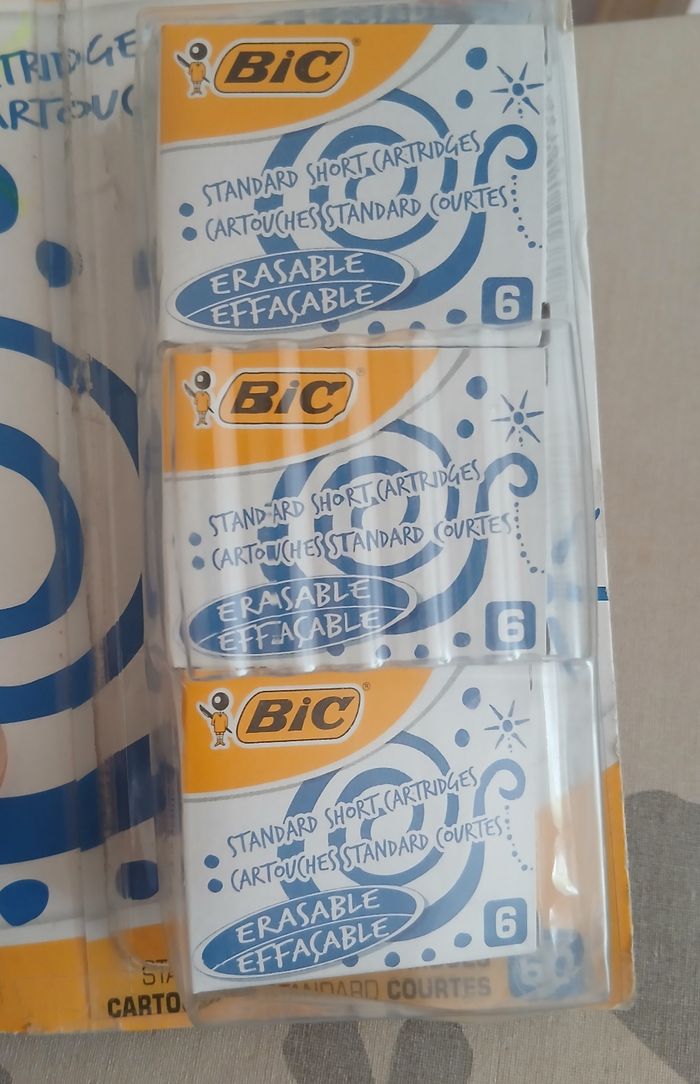 BIC®
STANDARD SHORT CARTRIDGES
CARTOUCHES STANDARD COURTES
ERASABLE
EFFAÇABLE
6
BIC®
STANDARD SHORT CARTRIDGES
CARTOUCHES STANDARD COURTES
ERASABLE
EFFAÇABLE
6
BIC®
STANDARD SHORT CARTRIDGES
CARTOUCHES STANDARD COURTES
ERASABLE
EFFAÇABLE
6
STANDARD COURTES